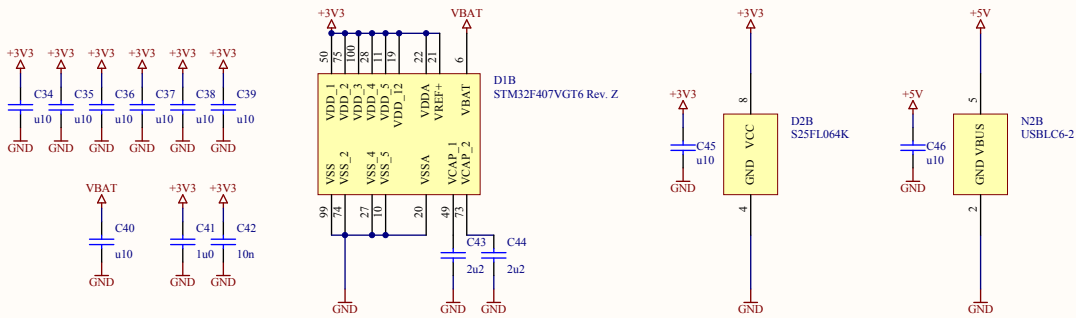 +3V3
VBAT
+3V3
+5V
50
75
100
28
11
19
22
21
6
8
5
VDD_1
VDD_2
VDD_3
VDD_4
VDD_5
VDD_12
VDDA
VREF+
VBAT
VSS
VSS_2
VSS_4
VSS_5
VSSA
VCAP_1
VCAP_2
D1B
STM32F407VGT6 Rev. Z
99
74
27
10
20
49
73
+3V3
+3V3
+3V3
+3V3
+3V3
+3V3
C34
C35
C36
C37
C38
C39
u10
u10
u10
u10
u10
u10
GND
GND
GND
GND
GND
GND
VBAT
+3V3
+3V3
C40
C41
C42
u10
1u0
10n
GND
GND
GND
C43
C44
2u2
2u2
GND
GND
GND
+3V3
C45
u10
GND
VCC
GND
D2B
S25FL064K
4
GND
+5V
C46
u10
GND
VBUS
GND
N2B
USBLC6-2
2
GND